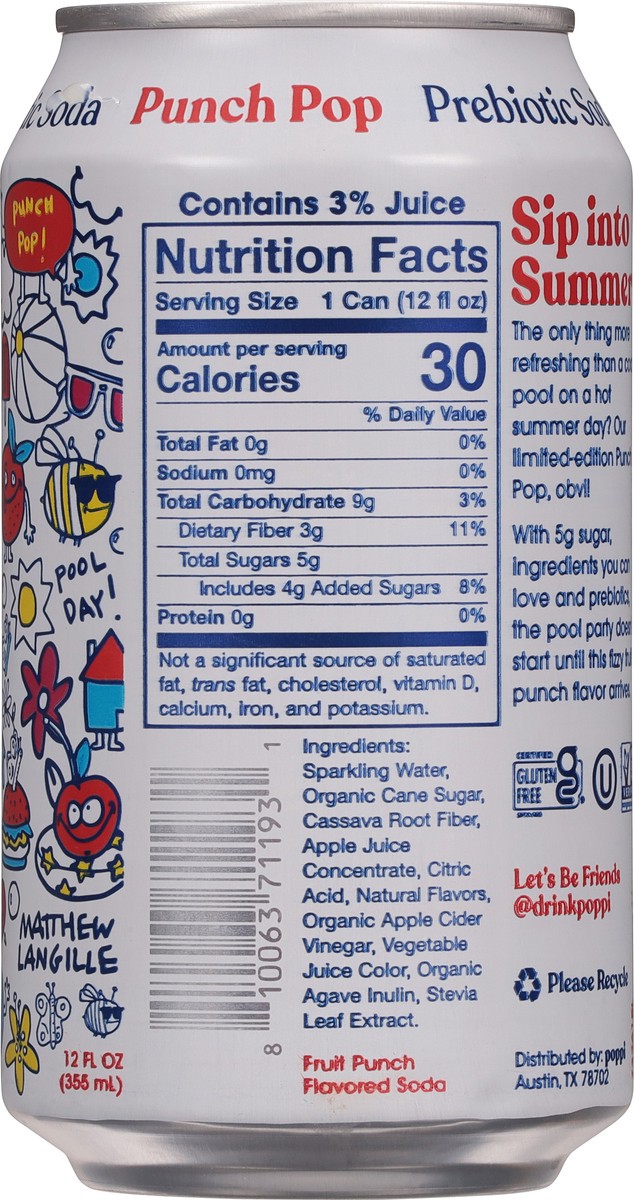 Soda Punch Pop Prebiotic
PUNCH
POP!
POOL
DAY!
MATTHEW
LANGILLE
12 FL OZ
(355 mL)
Contains 3% Juice
Nutrition Facts
Serving Size 1 Can (12 fl oz)
Amount per serving
Calories 30
% Daily Value
Total Fat 0g 0%
Sodium 0mg 0%
Total Carbohydrate 9g 3%
Dietary Fiber 3g 11%
Total Sugars 5g
Includes 4g Added Sugars 8%
Protein 0g 0%
Not a significant source of saturated
fat, trans fat, cholesterol, vitamin D,
calcium, iron, and potassium.
8 10063 71193 1
Ingredients:
Sparkling Water,
Organic Cane Sugar,
Cassava Root Fiber,
Apple Juice
Concentrate, Citric
Acid, Natural Flavors,
Organic Apple Cider
Vinegar, Vegetable
Juice Color, Organic
Agave Inulin, Stevia
Leaf Extract.
Fruit Punch
Flavored Soda
Sip into
Summer
The only thing more
refreshing than a
pool on a hot
summer day? Our
limited-edition Punch
Pop, obvi!
With 5g sugar,
ingredients you can
love and prebiotics,
the pool party doesn
start until this fizzy
punch flavor arrives
CERTIFIED
GLUTEN
FREE
U
Let's Be Friends
@drinkpoppi
Please Recycle
Distributed by: poppi
Austin, TX 78702